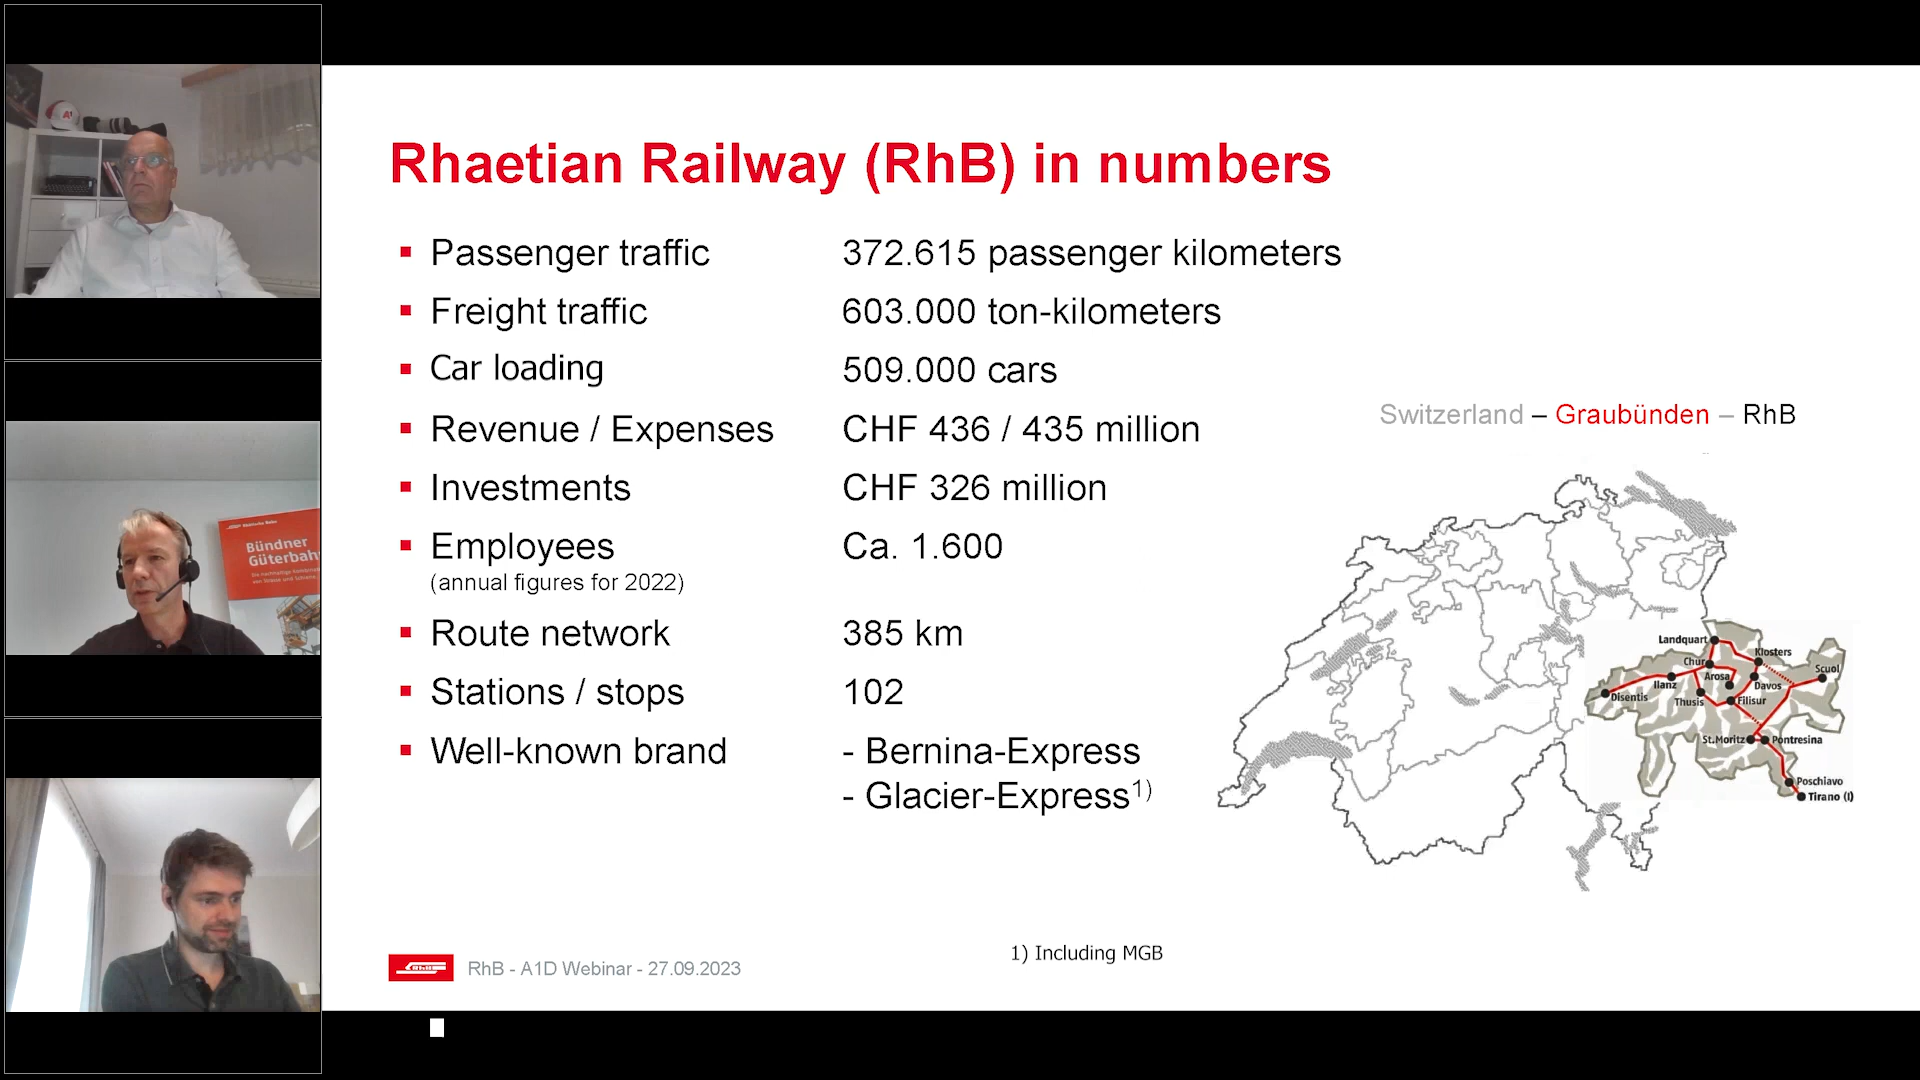 A1
Rhätische Bahn
Bündner
Güterbah
Rhaetian Railway (RhB) in numbers
▪ Passenger traffic 372.615 passenger kilometers
▪ Freight traffic 603.000 ton-kilometers
▪ Car loading 509.000 cars
▪ Revenue / Expenses CHF 436 / 435 million
▪ Investments CHF 326 million
▪ Employees Ca. 1.600
(annual figures for 2022)
▪ Route network 385 km
▪ Stations / stops 102
▪ Well-known brand - Bernina-Express
- Glacier-Express1)
Switzerland – Graubünden – RhB
Landquart
Klosters
Chur
Scuol
Arosa
Ilanz
Davos
Disentis
Thusis
Filisur
St.Moritz
Pontresina
Poschiavo
Tirano (I)
1) Including MGB
RhB
RhB - A1D Webinar - 27.09.2023